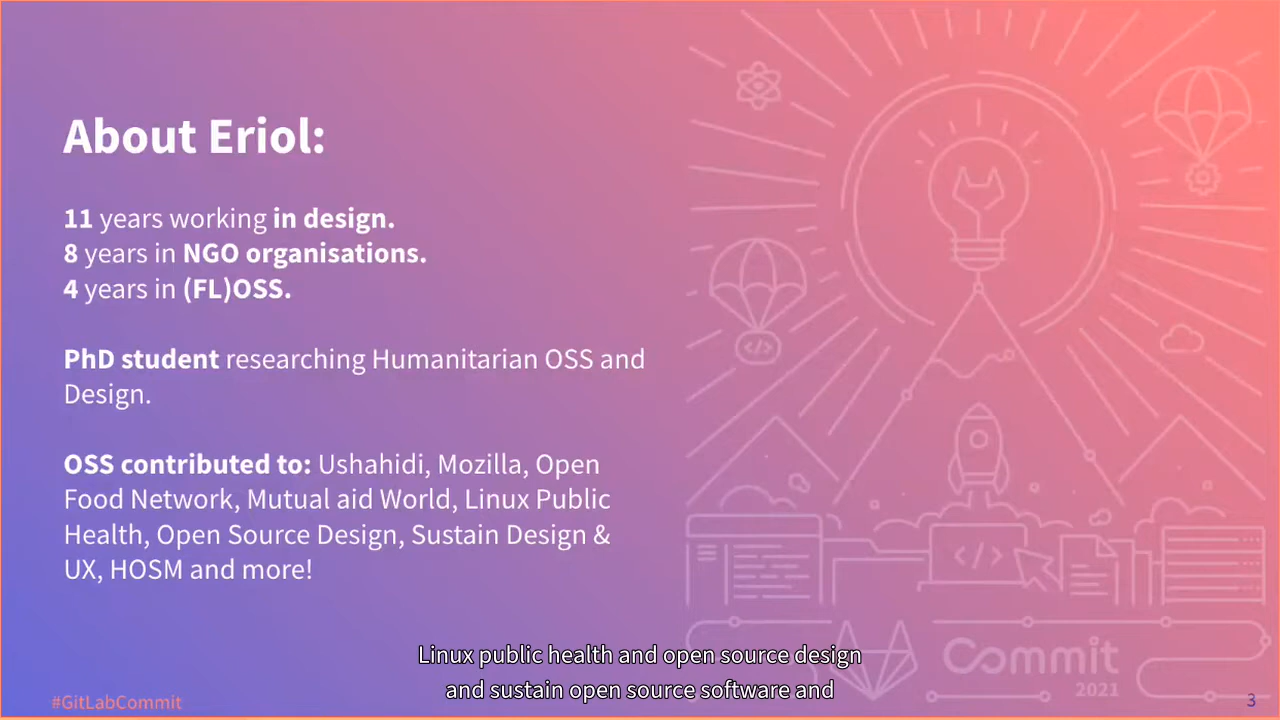 About Eriol:
11 years working in design.
8 years in NGO organisations.
4 years in (FL)OSS.
PhD student researching Humanitarian OSS and
Design.
OSS contributed to: Ushahidi, Mozilla, Open
Food Network, Mutual aid World, Linux Public
Health, Open Source Design, Sustain Design &
UX, HOSM and more!
</>
</>
Commit
2021
Linux public health and open source design
and sustain open source software and
#GitLabCommit
3